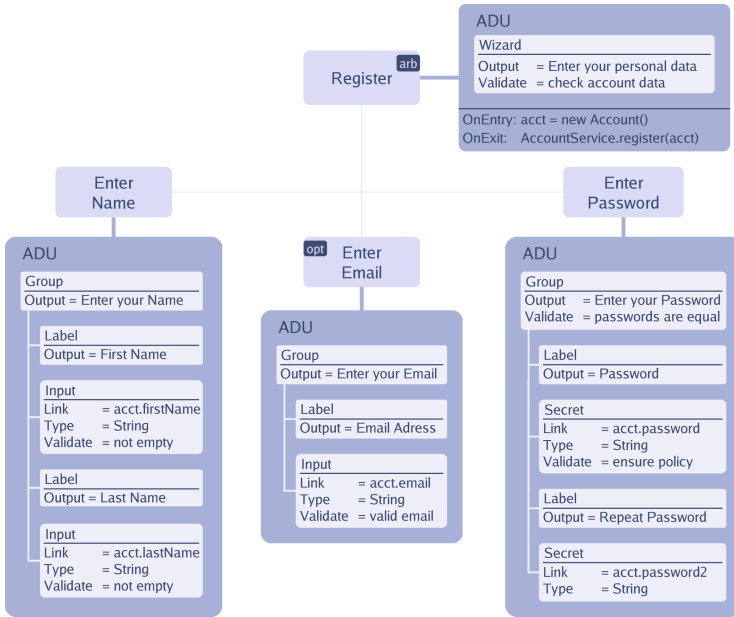 Register
arb
ADU
Wizard
Output = Enter your personal data
Validate = check account data
OnEntry: acct = new Account()
OnExit: AccountService.register(acct)
Enter
Name
ADU
Group
Output = Enter your Name
Label
Output = First Name
Input
Link = acct.firstName
Type = String
Validate = not empty
Label
Output = Last Name
Input
Link = acct.lastName
Type = String
Validate = not empty
opt
Enter
Email
ADU
Group
Output = Enter your Email
Label
Output = Email Adress
Input
Link = acct.email
Type = String
Validate = valid email
Enter
Password
ADU
Group
Output = Enter your Password
Validate = passwords are equal
Label
Output = Password
Secret
Link = acct.password
Type = String
Validate = ensure policy
Label
Output = Repeat Password
Secret
Link = acct.password2
Type = String